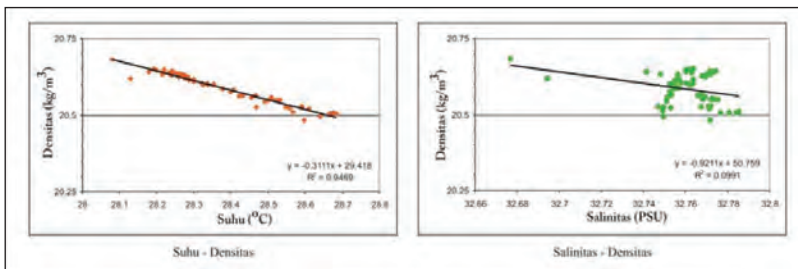 20.75
20.5
20.25
28 28.1 28.2 28.3 28.4 28.5 28.6 28.7 28.8
Densitas (kg/m³)
y = -0.3111x + 29.418
R² = 0.9469
Suhu (°C)
Suhu - Densitas
20.75
20.5
20.25
32.66 32.68 32.7 32.72 32.74 32.76 32.78 32.8
Densitas (kg/m³)
y = -0.9211x + 50.759
R² = 0.0991
Salinitas (PSU)
Salinitas - Densitas